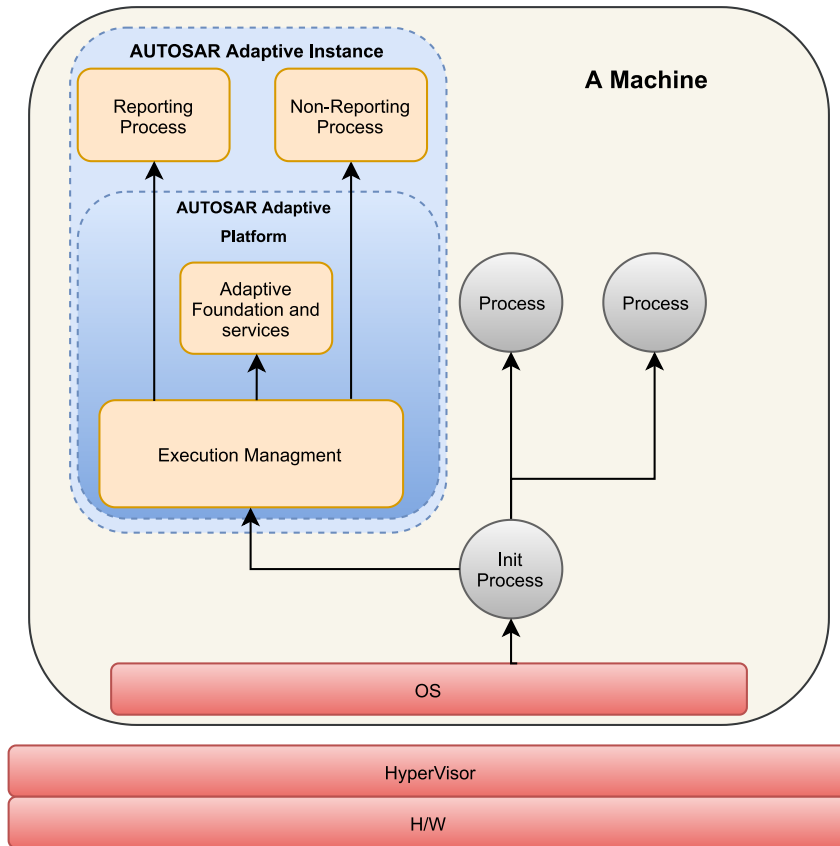 AUTOSAR Adaptive Instance
A Machine
Reporting
Process
Non-Reporting
Process
AUTOSAR Adaptive
Platform
Adaptive
Foundation and
services
Process
Process
Execution Managment
Init
Process
OS
HyperVisor
H/W